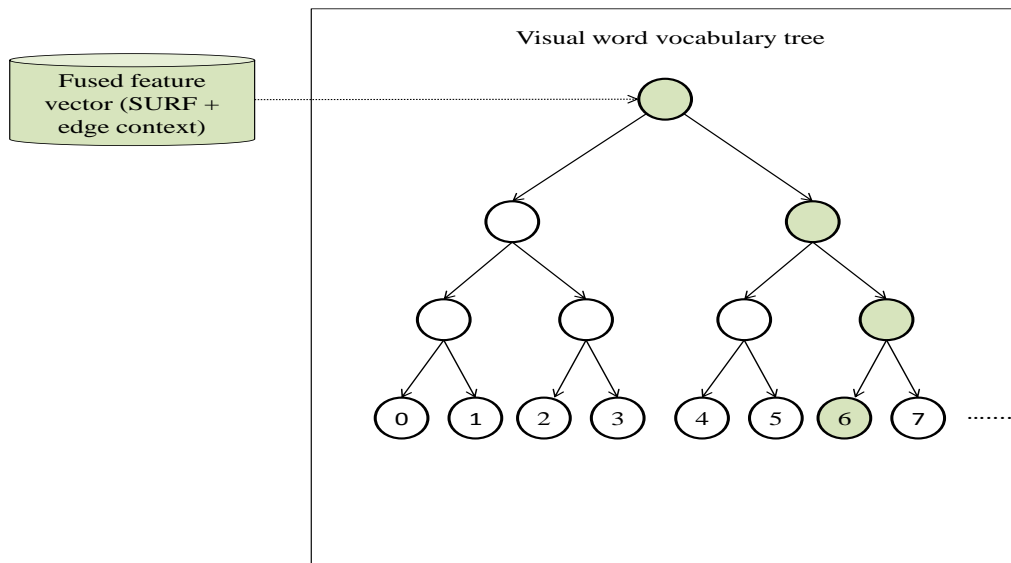 Visual word vocabulary tree
Fused feature
vector (SURF +
edge context)
0 1 2 3 4 5 6 7 .......